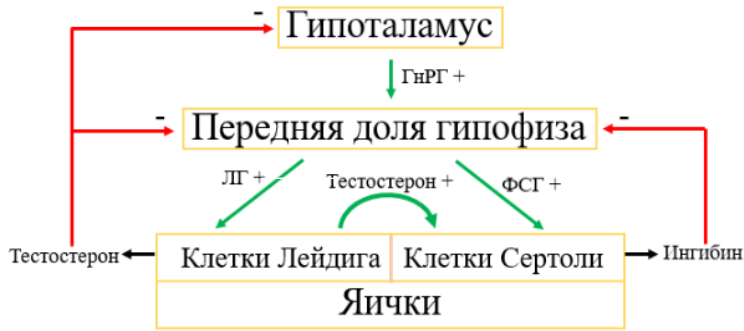 -
Гипоталамус
ГнРГ +
-
Передняя доля гипофиза
-
ЛГ +
Тестостерон +
ФСГ +
Тестостерон
Клетки Лейдига
Клетки Сертоли
Ингибин
Яички